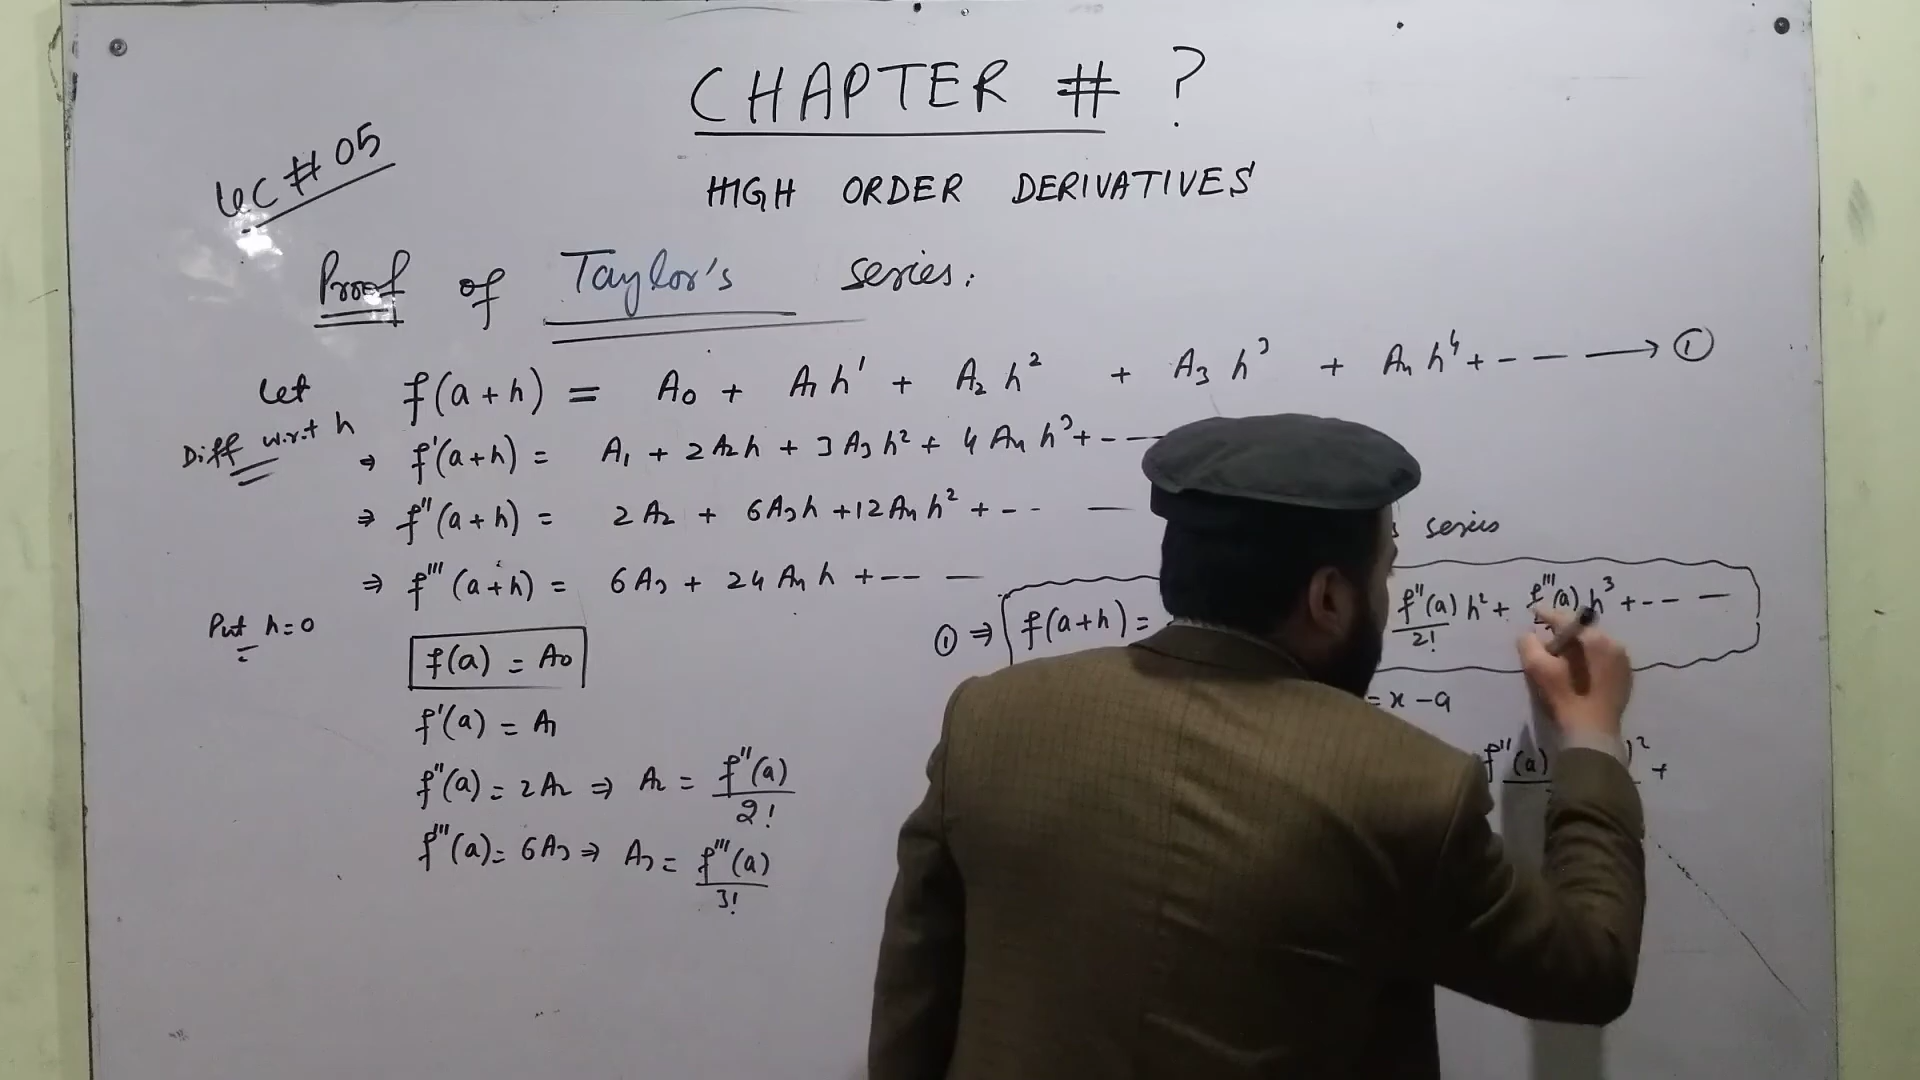 CHAPTER # ?
Lec # 05
HIGH ORDER DERIVATIVES
Proof of Taylor's series:
Let f(a+h) = A₀ + A₁h¹ + A₂h² + A₃h³ + A₄h⁴ + - - - → ①
Diff w.r.t h
⇒ f'(a+h) = A₁ + 2A₂h + 3A₃h² + 4A₄h³ + - -
⇒ f''(a+h) = 2A₂ + 6A₃h + 12A₄h² + - - -
⇒ f'''(a+h) = 6A₃ + 24A₄h + - - -
Put h=0
f(a) = A₀
f'(a) = A₁
f''(a) = 2A₂ ⇒ A₂ = f''(a)/2!
f'''(a) = 6A₃ ⇒ A₃ = f'''(a)/3!
series
① ⇒ f(a+h) = f''(a)/2! h² + f'''(a) h³ + - - -
= x - a
f''(a) )² +